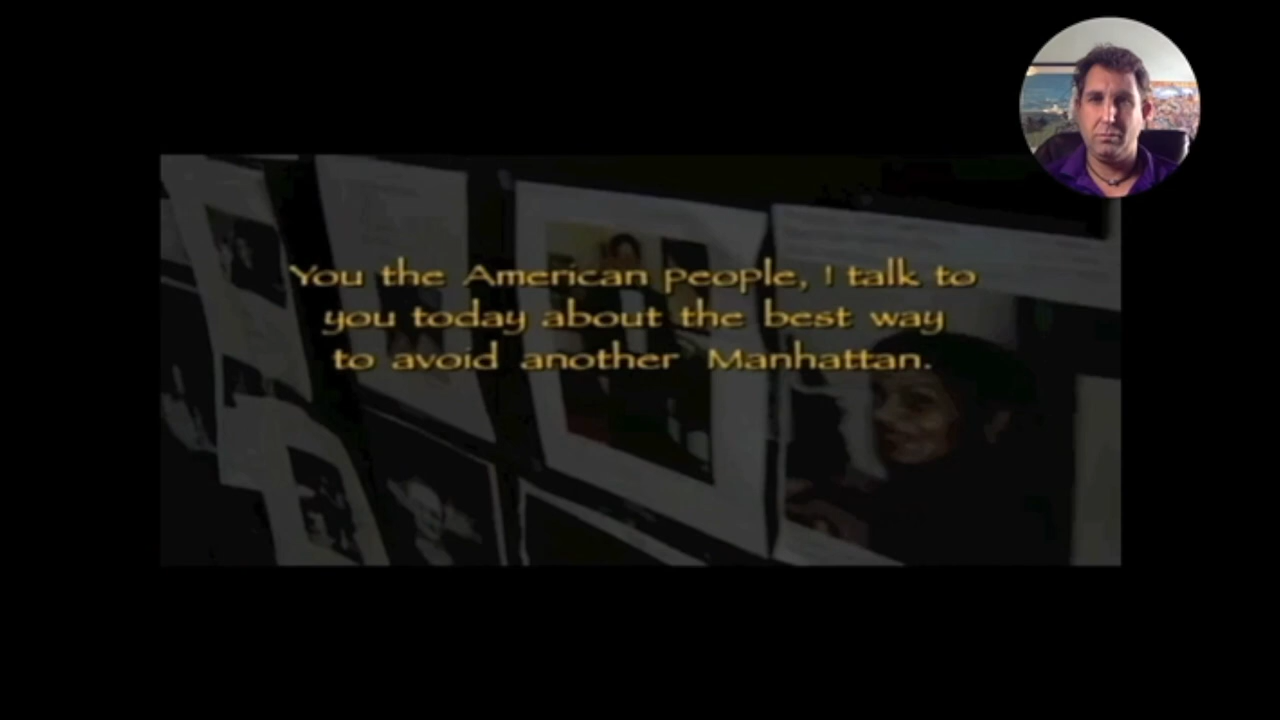 You the American people, I talk to
you today about the best way
to avoid another Manhattan.